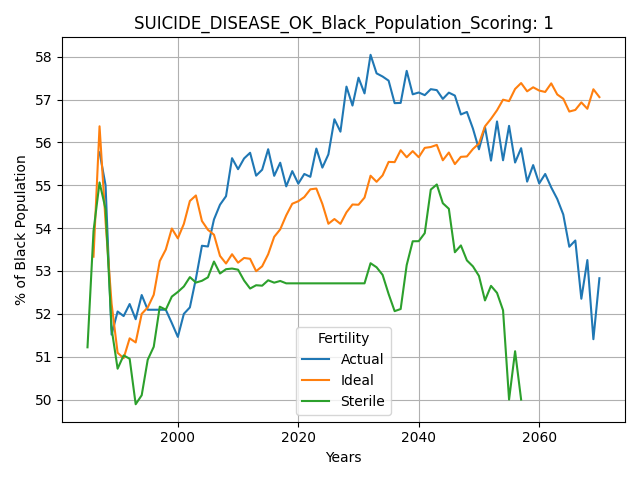 SUICIDE_DISEASE_OK_Black_Population_Scoring: 1
% of Black Population
58
57
56
55
54
53
52
51
50
Fertility
Actual
Ideal
Sterile
2000 2020 2040 2060
Years